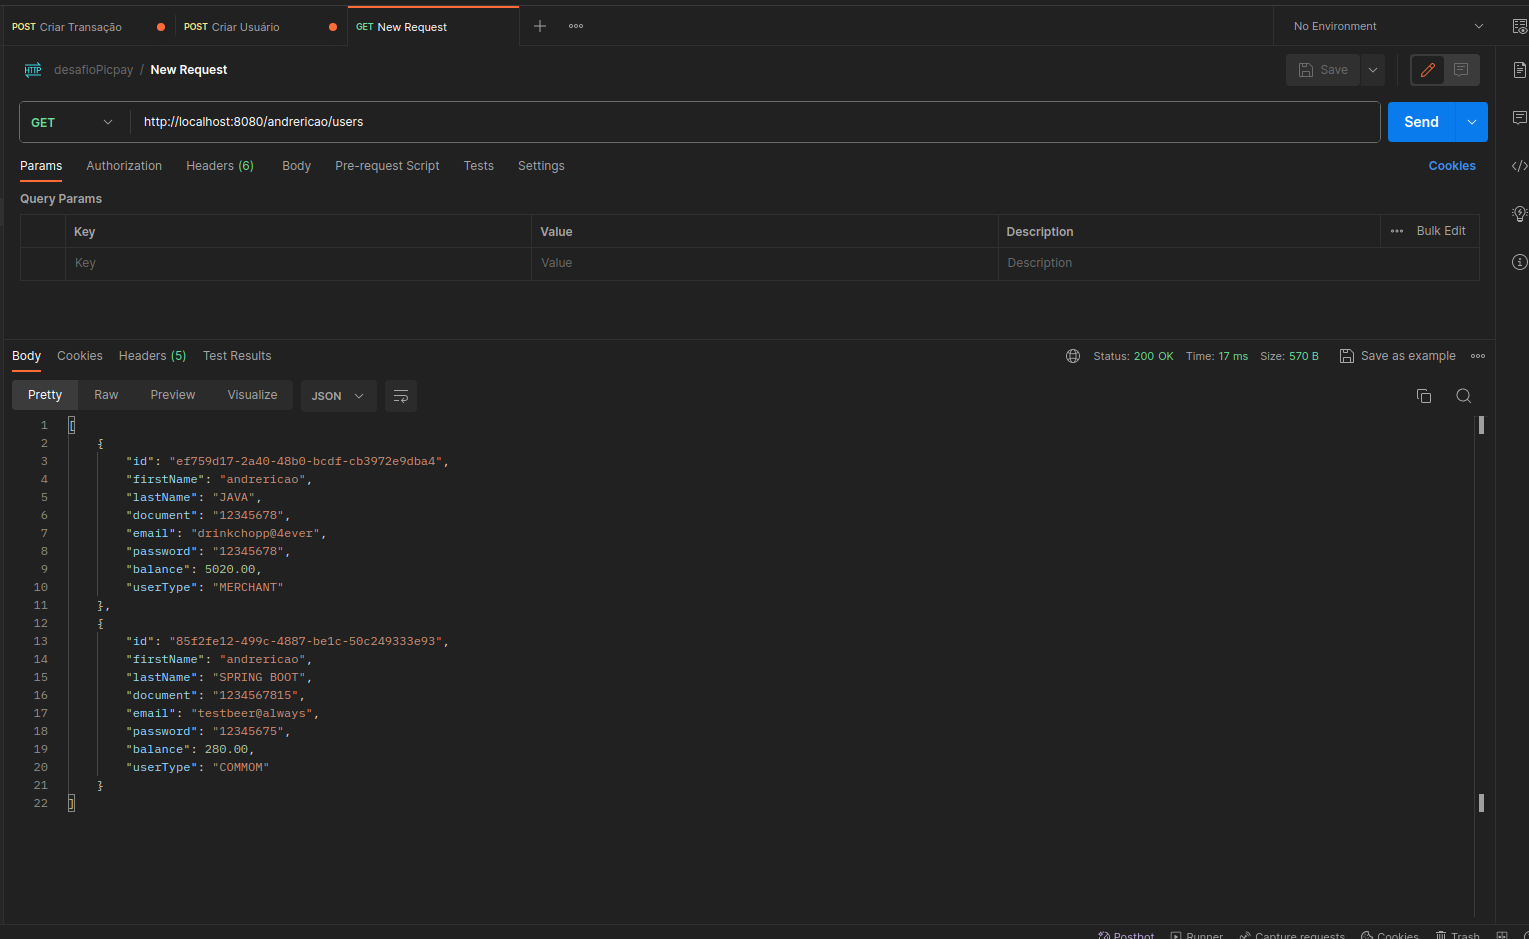 POST Criar Transação POST Criar Usuário GET New Request No Environment
HTTP desafioPicpay / New Request Save
GET http://localhost:8080/andrericao/users Send
Params Authorization Headers (6) Body Pre-request Script Tests Settings Cookies
Query Params
Key Value Description Bulk Edit
Key Value Description
Body Cookies Headers (5) Test Results Status: 200 OK Time: 17 ms Size: 570 B Save as example
Pretty Raw Preview Visualize JSON
1 [
2 {
3 "id": "ef759d17-2a40-48b0-bcdf-cb3972e9dba4",
4 "firstName": "andrericao",
5 "lastName": "JAVA",
6 "document": "12345678",
7 "email": "drinkchopp@4ever",
8 "password": "12345678",
9 "balance": 5020.00,
10 "userType": "MERCHANT"
11 },
12 {
13 "id": "85f2fe12-499c-4887-be1c-50c249333e93",
14 "firstName": "andrericao",
15 "lastName": "SPRING BOOT",
16 "document": "1234567815",
17 "email": "testbeer@always",
18 "password": "12345675",
19 "balance": 280.00,
20 "userType": "COMMOM"
21 }
22 ]
Postbot Runner Capture requests Cookies Trash